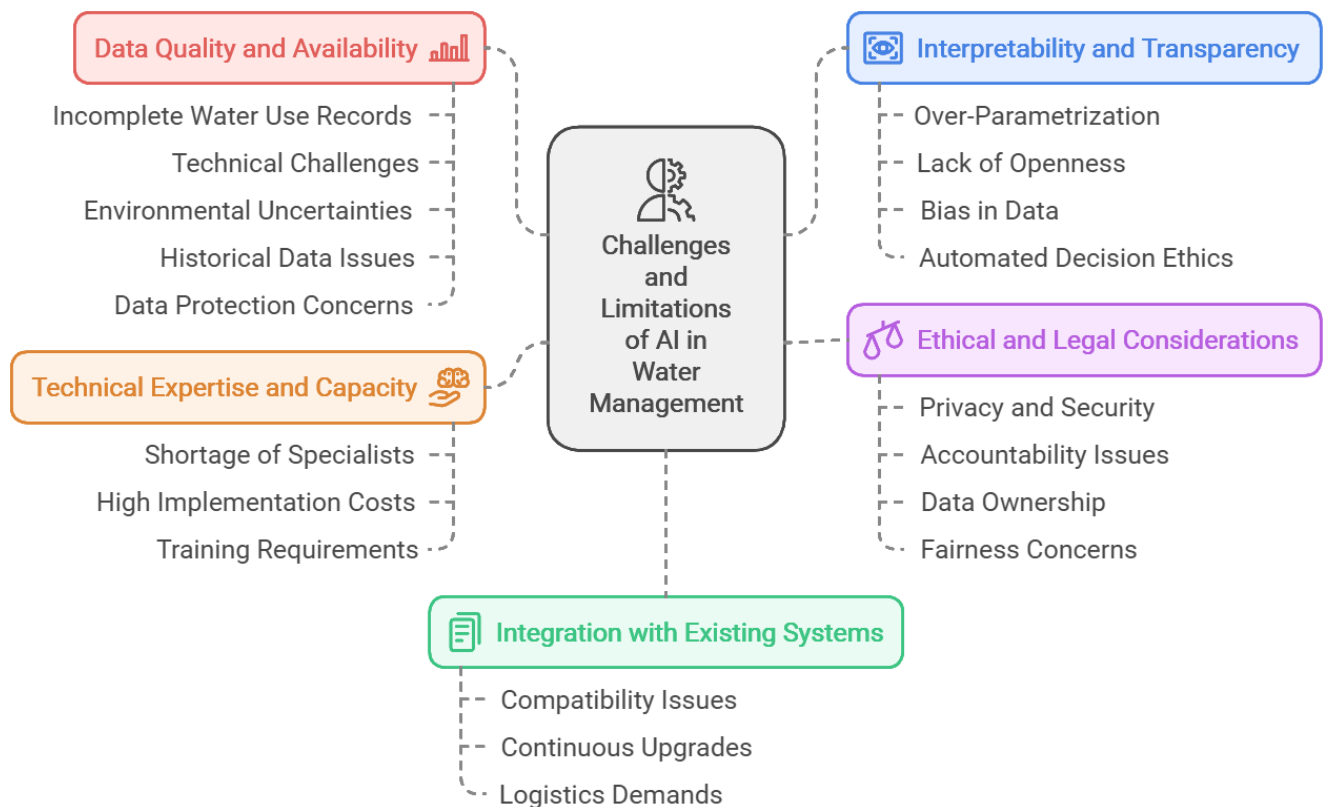 Data Quality and Availability
Incomplete Water Use Records
Technical Challenges
Environmental Uncertainties
Historical Data Issues
Data Protection Concerns
Technical Expertise and Capacity
Shortage of Specialists
High Implementation Costs
Training Requirements
Challenges
and
Limitations
of AI in
Water
Management
Interpretability and Transparency
Over-Parametrization
Lack of Openness
Bias in Data
Automated Decision Ethics
Ethical and Legal Considerations
Privacy and Security
Accountability Issues
Data Ownership
Fairness Concerns
Integration with Existing Systems
Compatibility Issues
Continuous Upgrades
Logistics Demands